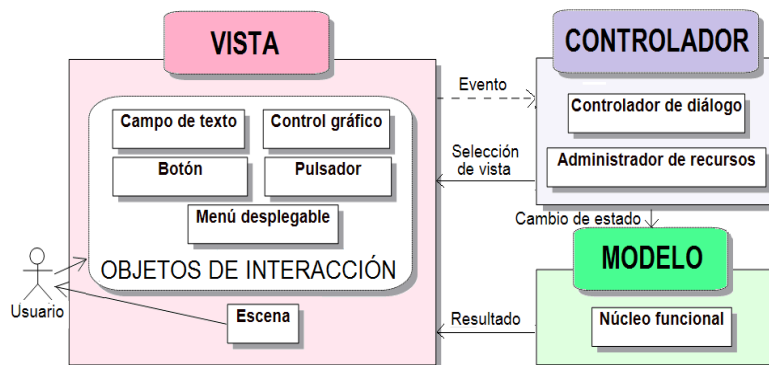 VISTA
CONTROLADOR
Campo de texto
Control gráfico
Botón
Pulsador
Menú desplegable
OBJETOS DE INTERACCIÓN
Usuario
Escena
Evento
Selección
de vista
Controlador de diálogo
Administrador de recursos
Cambio de estado
MODELO
Resultado
Núcleo funcional